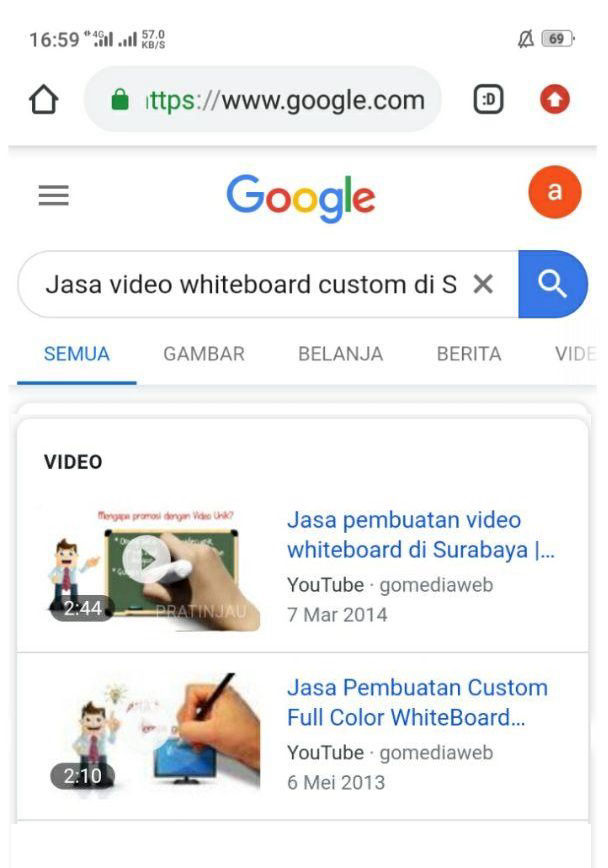 16:59 4G 57.0 KB/S 69
ttps://www.google.com :D
Google a
Jasa video whiteboard custom di S
SEMUA GAMBAR BELANJA BERITA VIDE
VIDEO
Mengapa promosi dengan Video Unik?
2:44 PRATINJAU
Jasa pembuatan video
whiteboard di Surabaya |...
YouTube · gomediaweb
7 Mar 2014
2:10
Jasa Pembuatan Custom
Full Color WhiteBoard...
YouTube · gomediaweb
6 Mei 2013